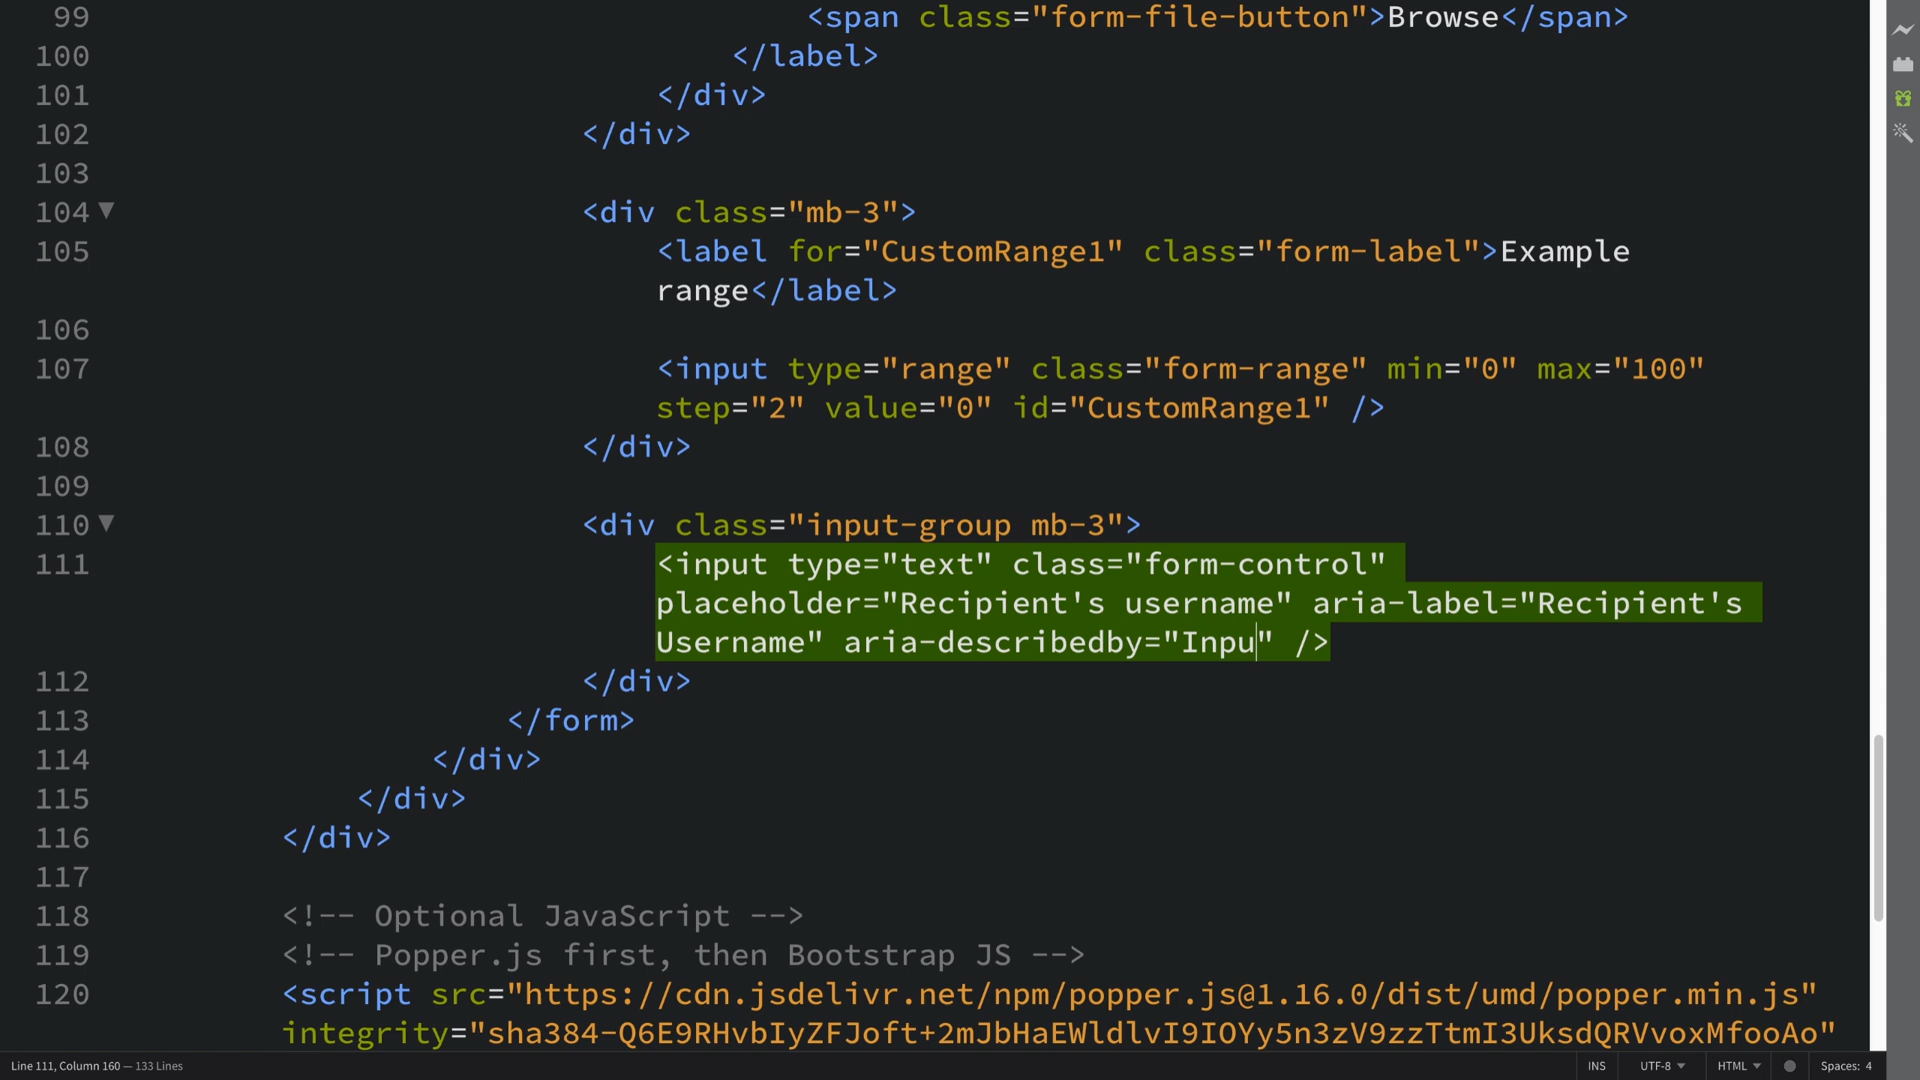 99 <span class="form-file-button">Browse</span>
100 </label>
101 </div>
102 </div>
103
104 <div class="mb-3">
105 <label for="CustomRange1" class="form-label">Example
range</label>
106
107 <input type="range" class="form-range" min="0" max="100"
step="2" value="0" id="CustomRange1" />
108 </div>
109
110 <div class="input-group mb-3">
111 <input type="text" class="form-control"
placeholder="Recipient's username" aria-label="Recipient's
Username" aria-describedby="Inpu" />
112 </div>
113 </form>
114 </div>
115 </div>
116 </div>
117
118 <!-- Optional JavaScript -->
119 <!-- Popper.js first, then Bootstrap JS -->
120 <script src="https://cdn.jsdelivr.net/npm/popper.js@1.16.0/dist/umd/popper.min.js"
integrity="sha384-Q6E9RHvbIyZFJoft+2mJbHaEWldlvI9IOYy5n3zV9zzTtmI3UksdQRVvoxMfooAo"
Line 111, Column 160 — 133 Lines INS UTF-8 HTML Spaces: 4